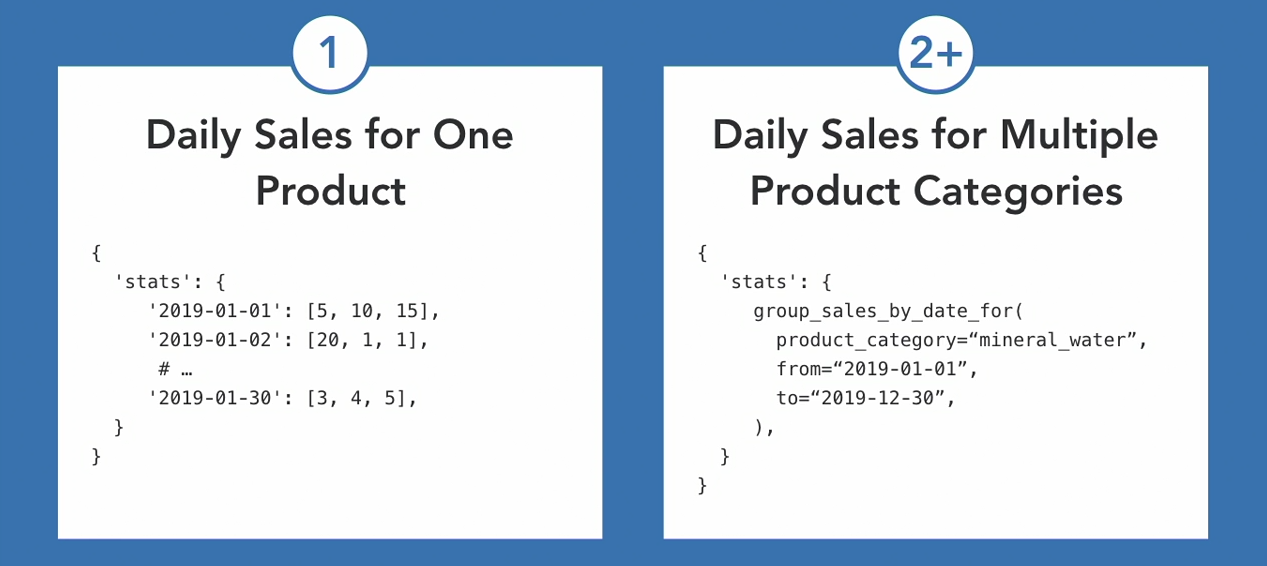 1
Daily Sales for One
Product
{
  'stats': {
     '2019-01-01': [5, 10, 15],
     '2019-01-02': [20, 1, 1],
      # …
     '2019-01-30': [3, 4, 5],
  }
}
2+
Daily Sales for Multiple
Product Categories
{
  'stats': {
     group_sales_by_date_for(
       product_category=“mineral_water”,
       from=“2019-01-01”,
       to=“2019-12-30”,
     ),
  }
}